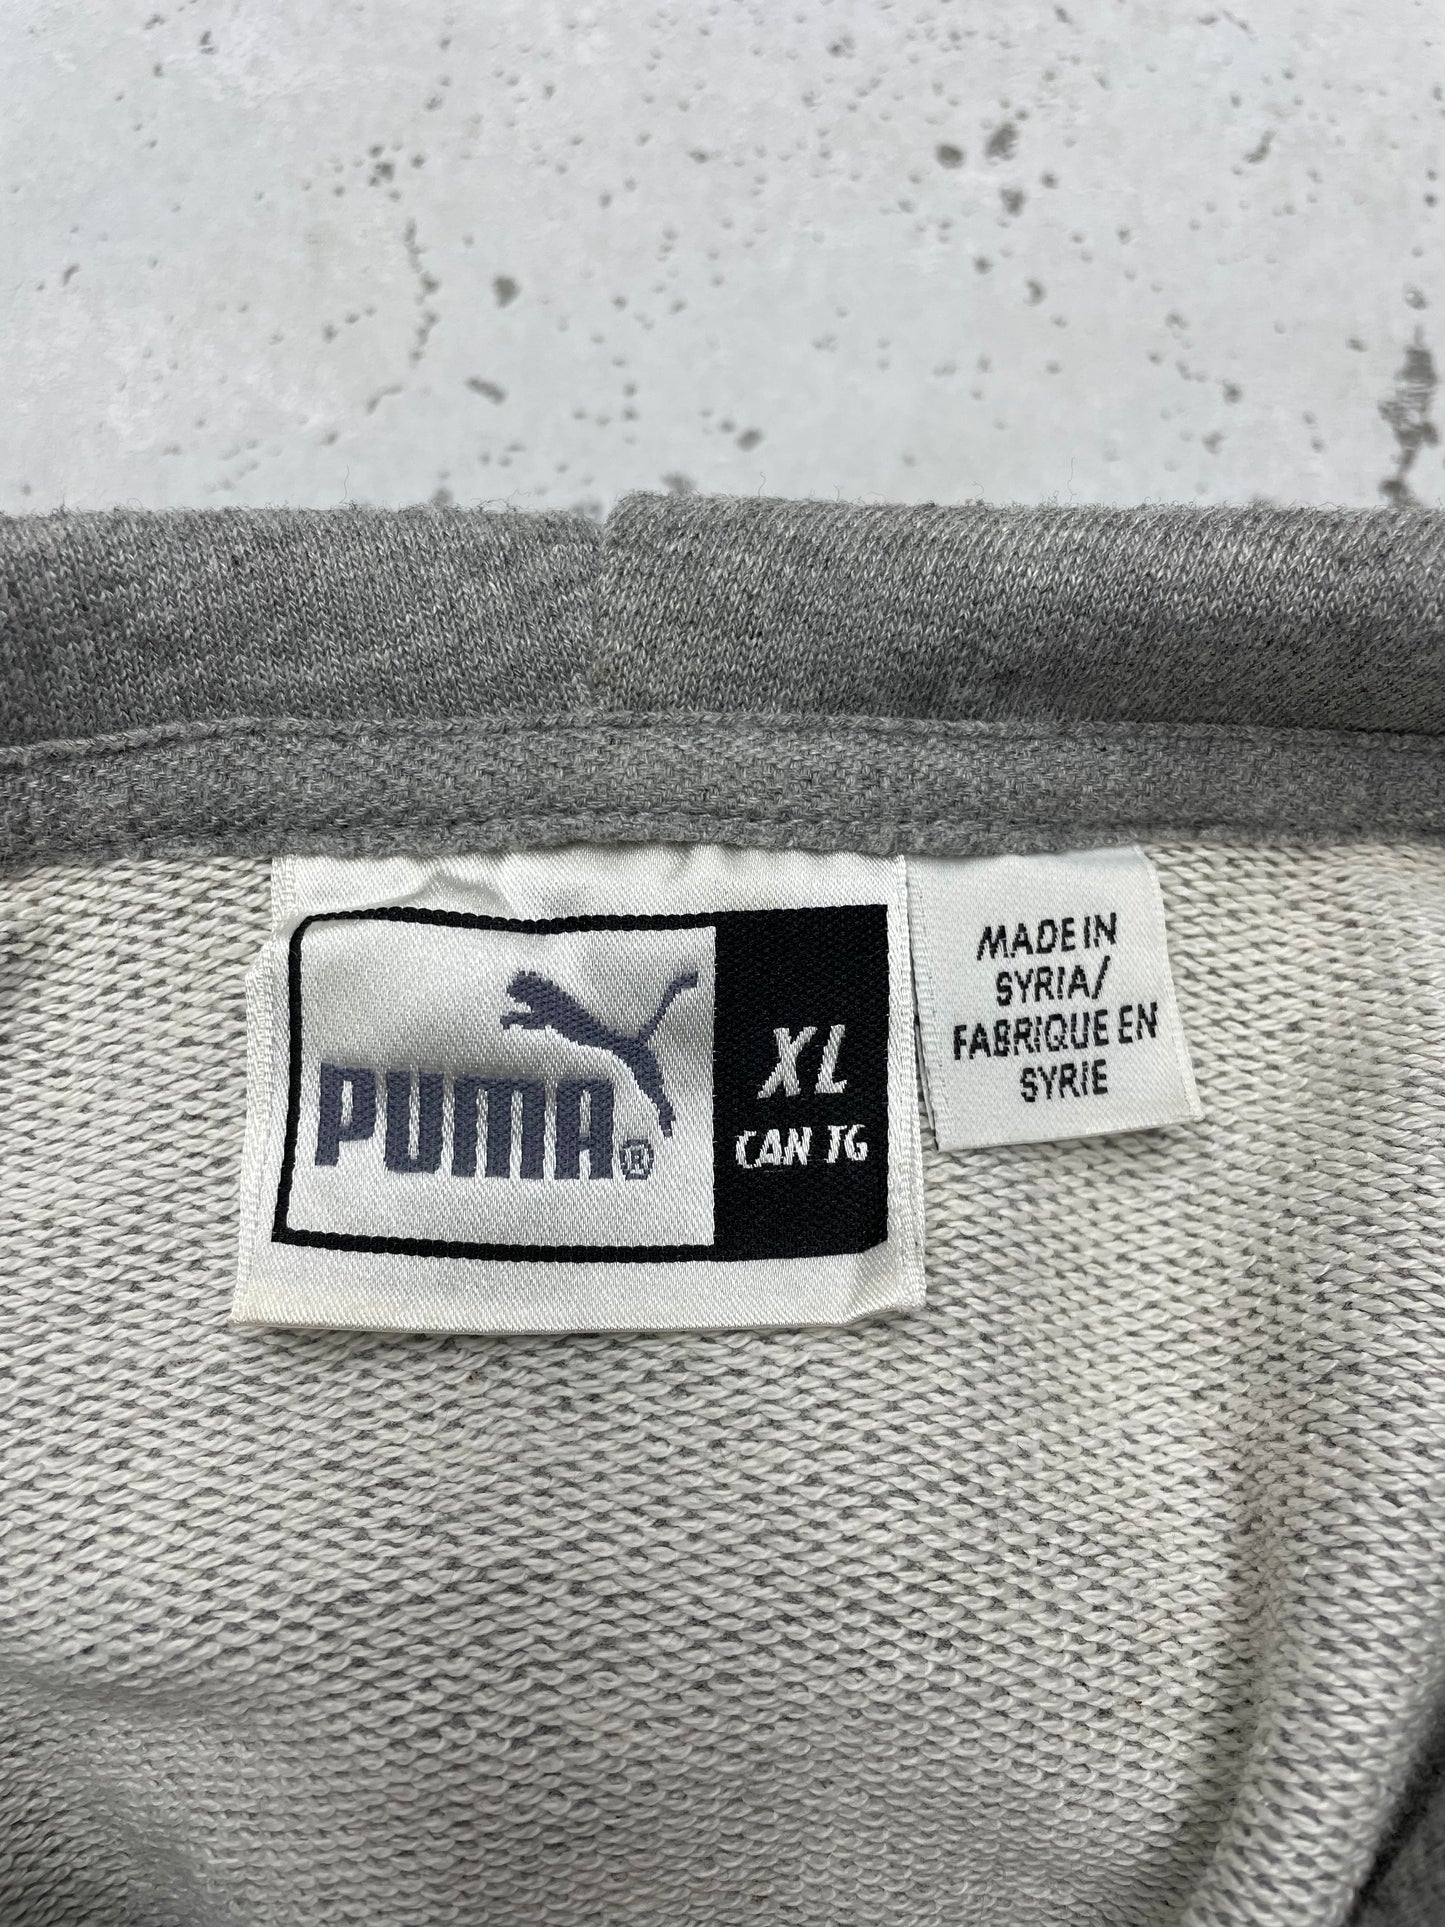 PUMA®
XL
CAN TG
MADE IN
SYRIA/
FABRIQUE EN
SYRIE